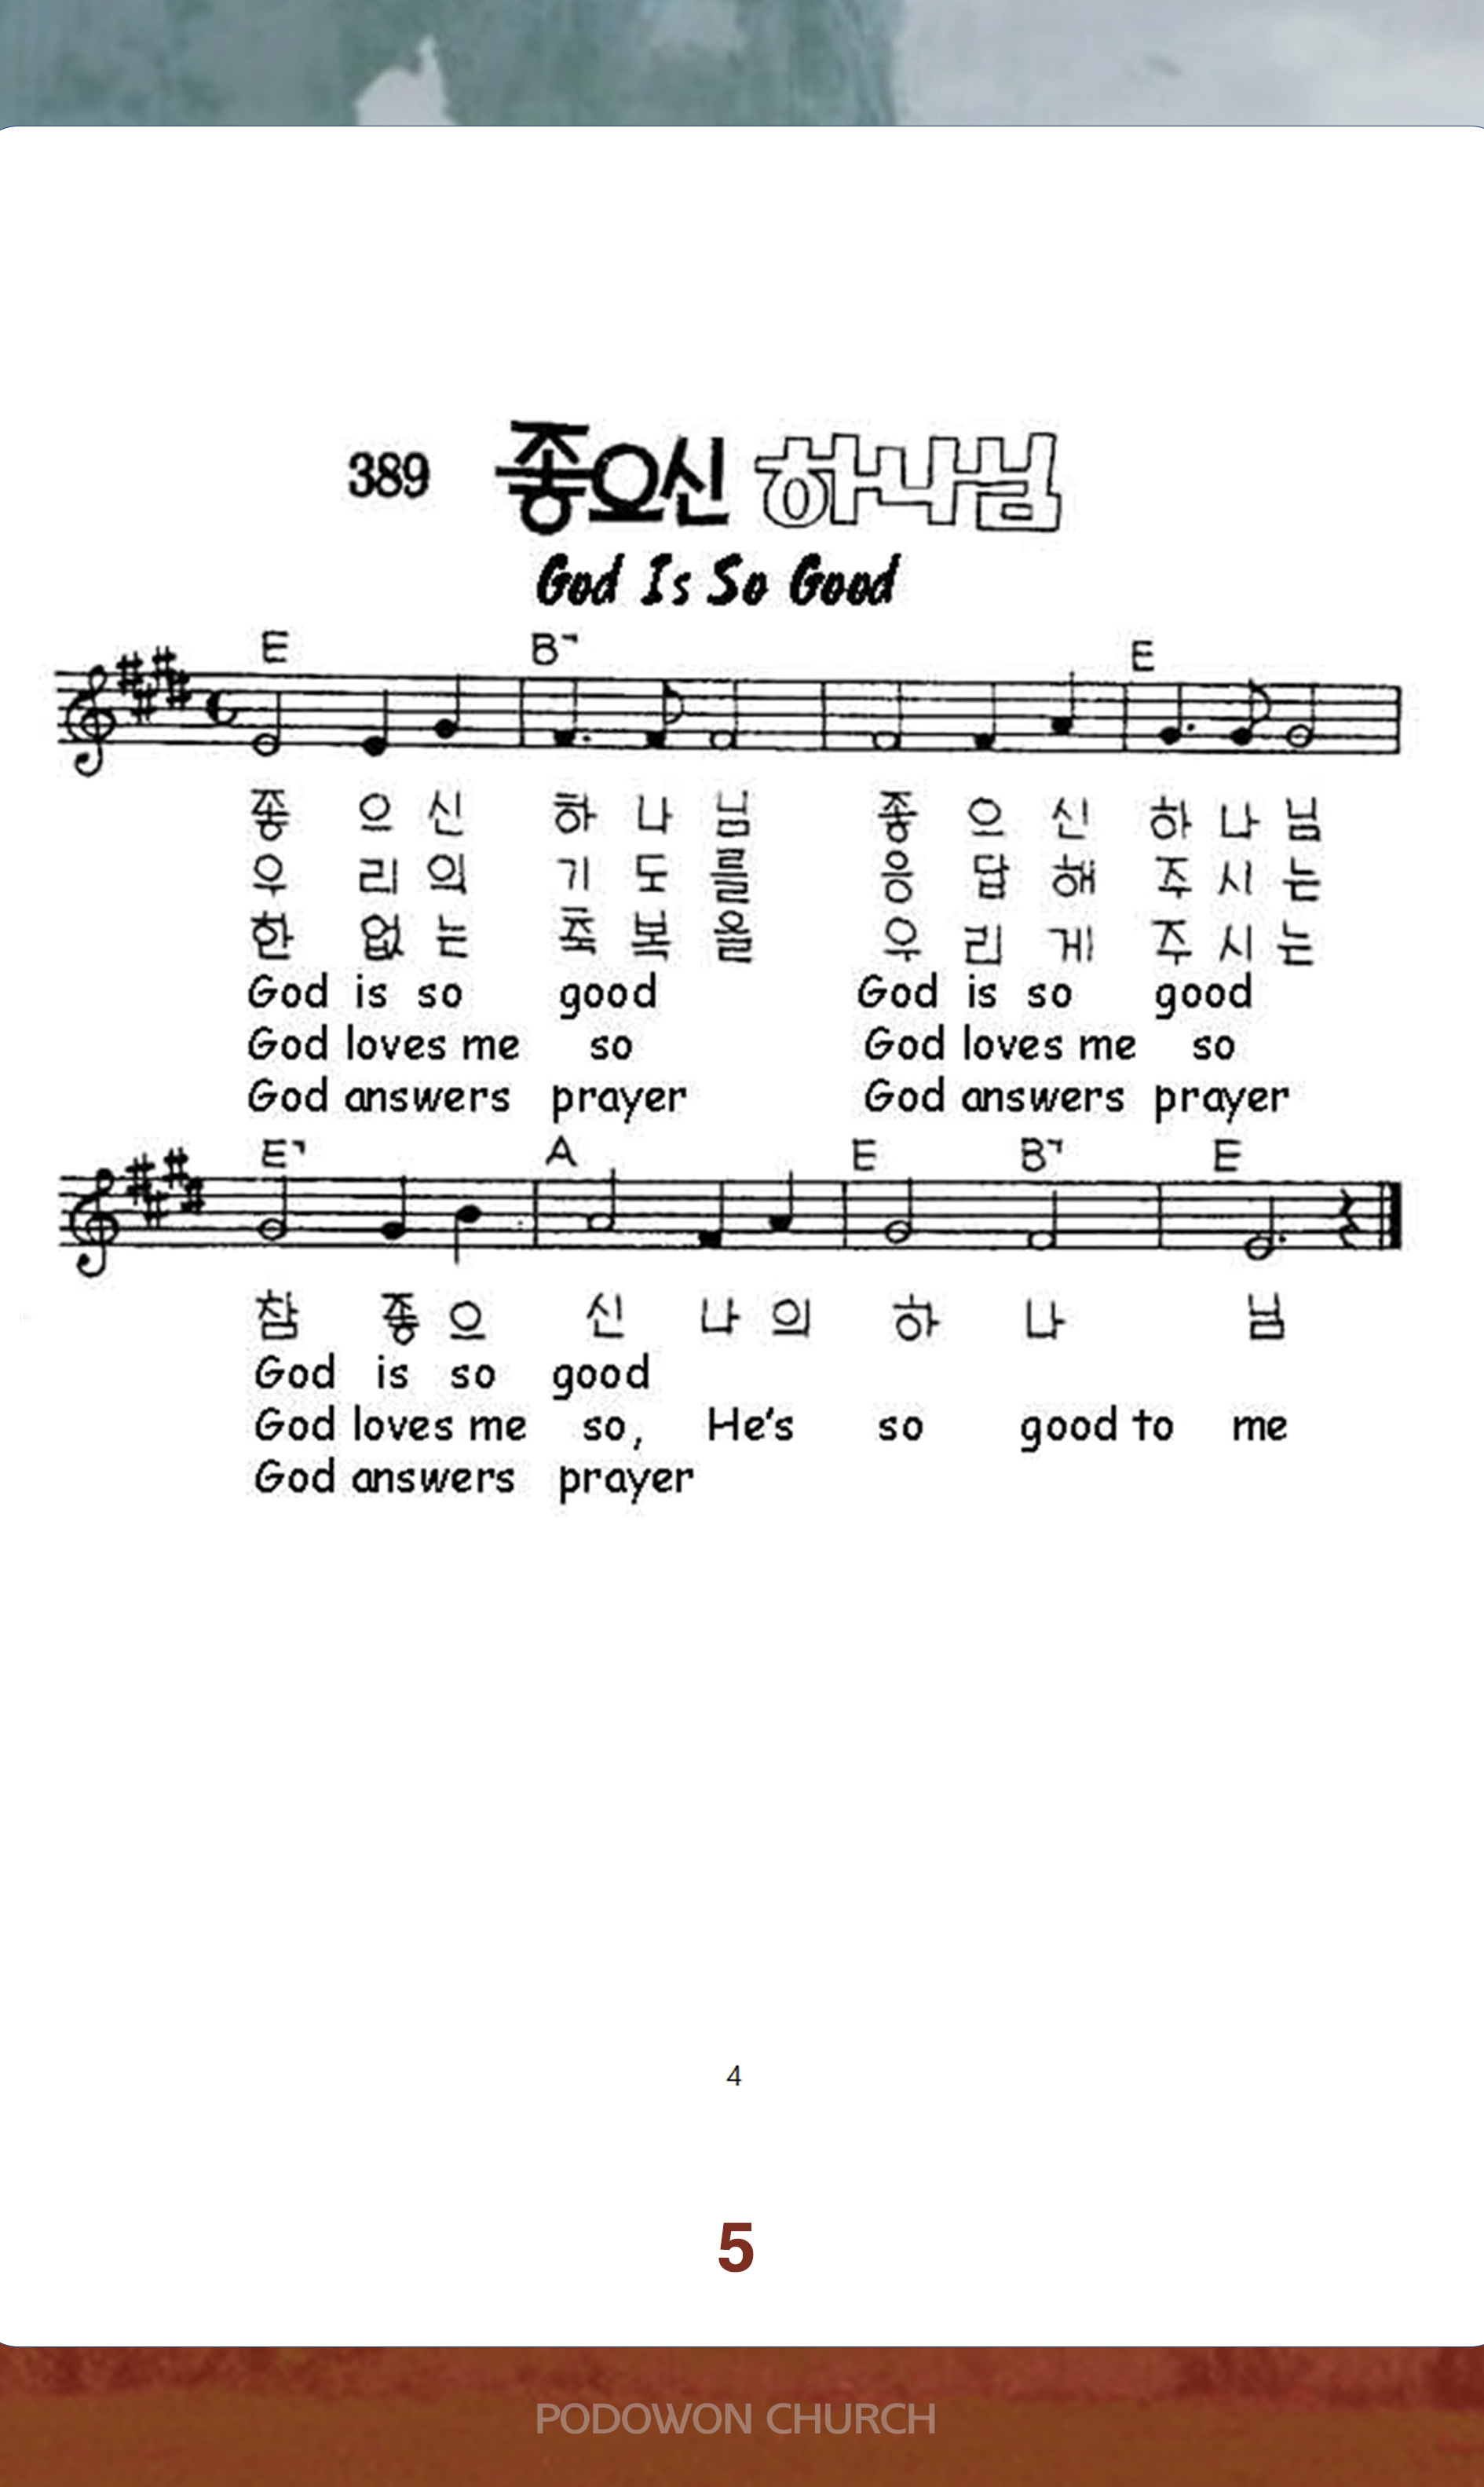 389 좋으신 하나님
God Is So Good
E B7 E
좋 으 신 하 나 님 좋 으 신 하 나 님
우 리 의 기 도 를 응 답 해 주 시 는
한 없 는 축 복 을 우 리 게 주 시 는
God is so good God is so good
God loves me so God loves me so
God answers prayer God answers prayer
E7 A E B7 E
참 좋 으 신 나 의 하 나 님
God is so good
God loves me so, He's so good to me
God answers prayer
4
5
PODOWON CHURCH